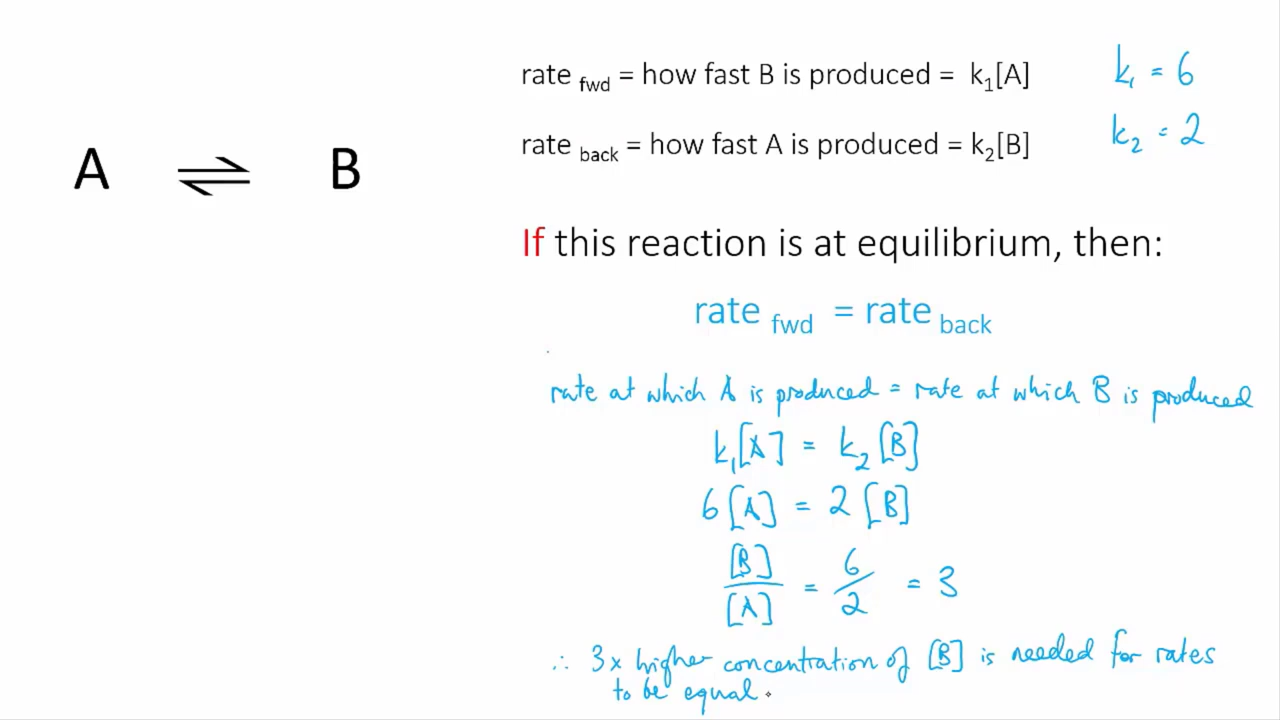 A ⇌ B
rate fwd = how fast B is produced = k₁[A]
k₁ = 6
rate back = how fast A is produced = k₂[B]
k₂ = 2
If this reaction is at equilibrium, then:
rate fwd = rate back
rate at which A is produced = rate at which B is produced
k₁[A] = k₂[B]
6[A] = 2[B]
[B]/[A] = 6/2 = 3
∴ 3x higher concentration of [B] is needed for rates
to be equal.